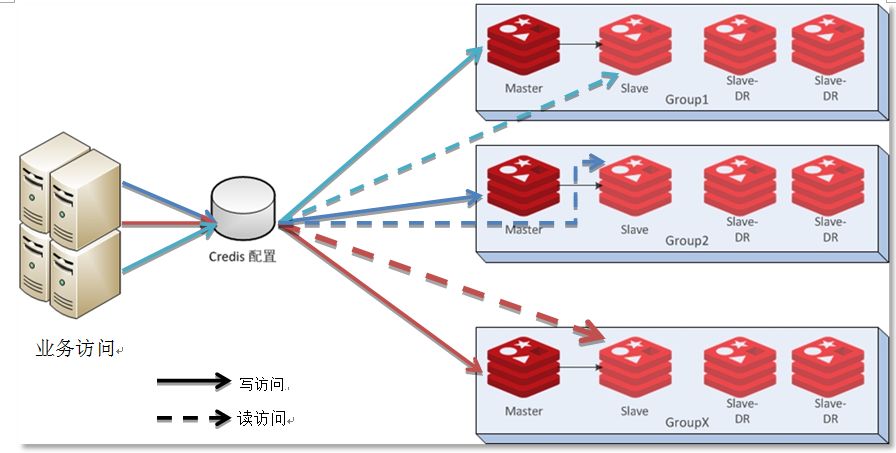 Master
Slave
Slave-
DR
Slave-
DR
Group1
Master
Slave
Slave-
DR
Slave-
DR
Group2
Credis 配置
业务访问
写访问
读访问
Master
Slave
Slave-
DR
Slave-
DR
GroupX